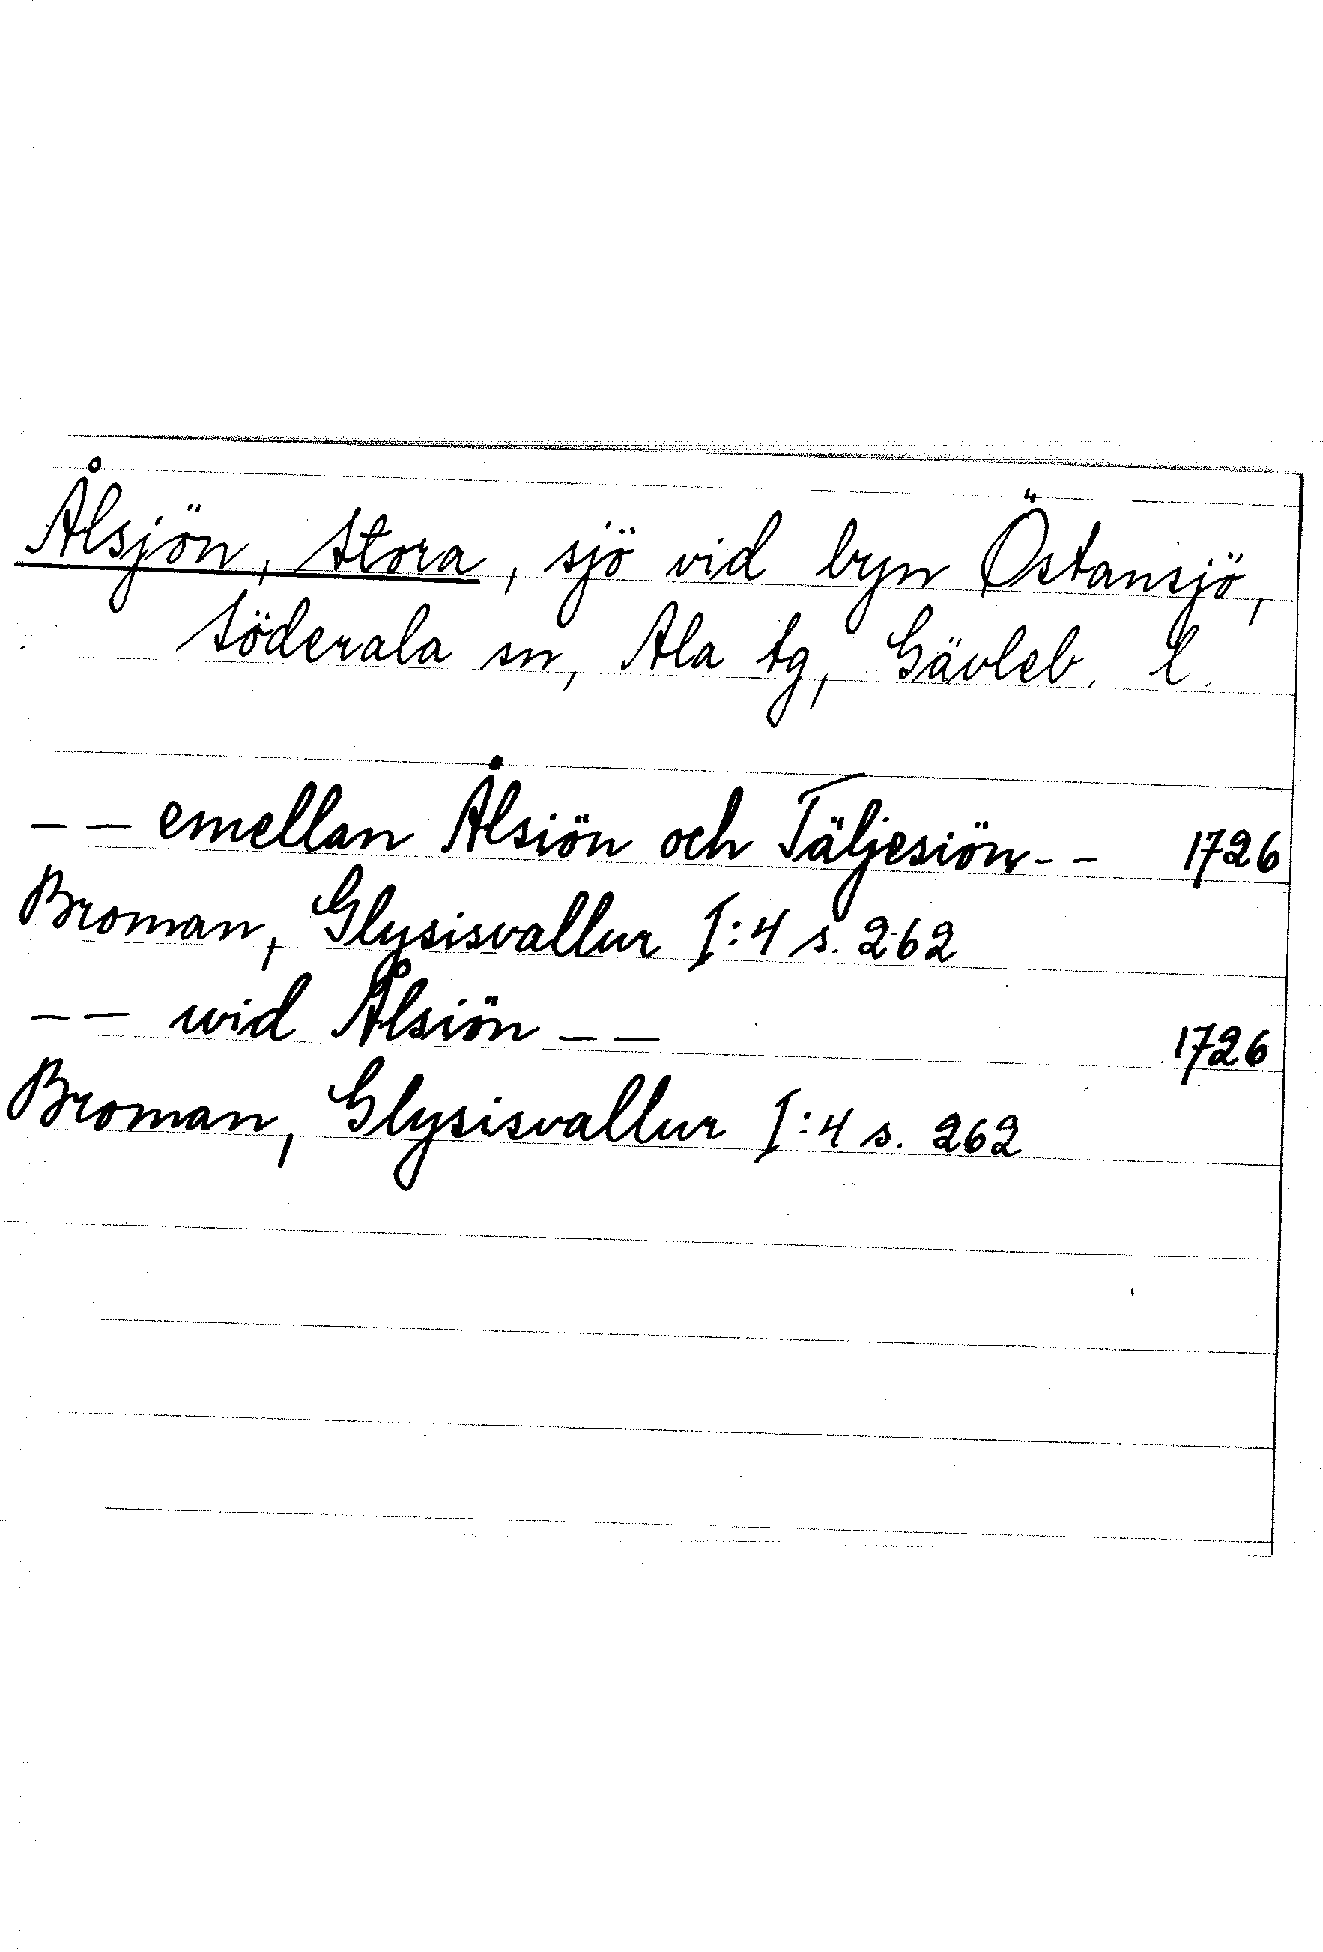 Ålsjön, Stora, sjö vid byn Östansjö,
Söderala sn, Ala tg, Gävleb. l.
-- emellan Ålsiön och Täljesiön -- 1726
Broman, Glysisvallur I:4 s. 262
-- wid Ålsiön -- 1726
Broman, Glysisvallur I:4 s. 262